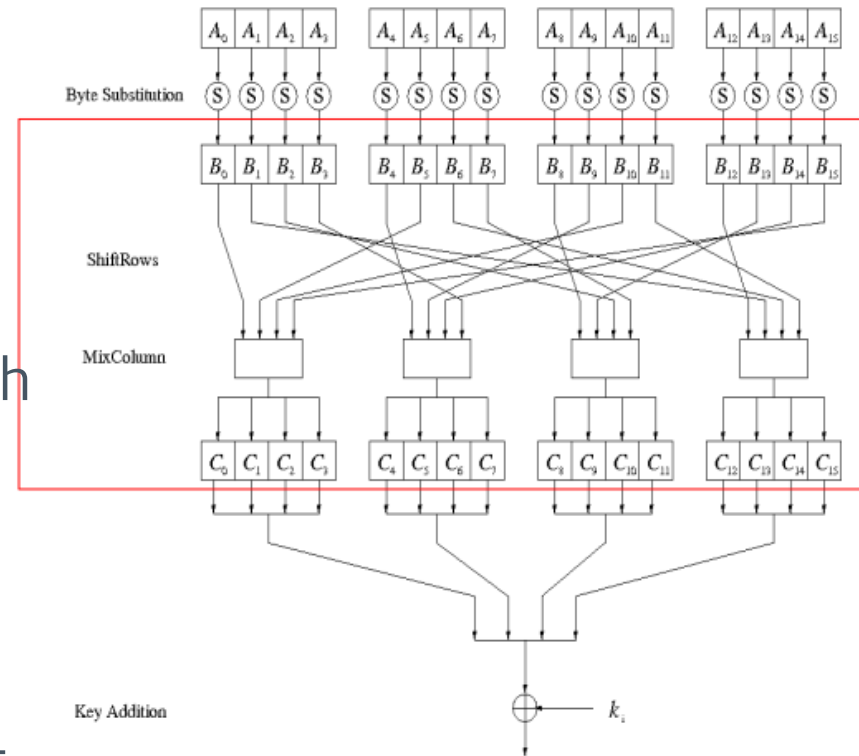 A₀ A₁ A₂ A₃ A₄ A₅ A₆ A₇ A₈ A₉ A₁₀ A₁₁ A₁₂ A₁₃ A₁₄ A₁₅
Byte Substitution S S S S S S S S S S S S S S S S
B₀ B₁ B₂ B₃ B₄ B₅ B₆ B₇ B₈ B₉ B₁₀ B₁₁ B₁₂ B₁₃ B₁₄ B₁₅
ShiftRows
MixColumn
h
C₀ C₁ C₂ C₃ C₄ C₅ C₆ C₇ C₈ C₉ C₁₀ C₁₁ C₁₂ C₁₃ C₁₄ C₁₅
Key Addition kᵢ